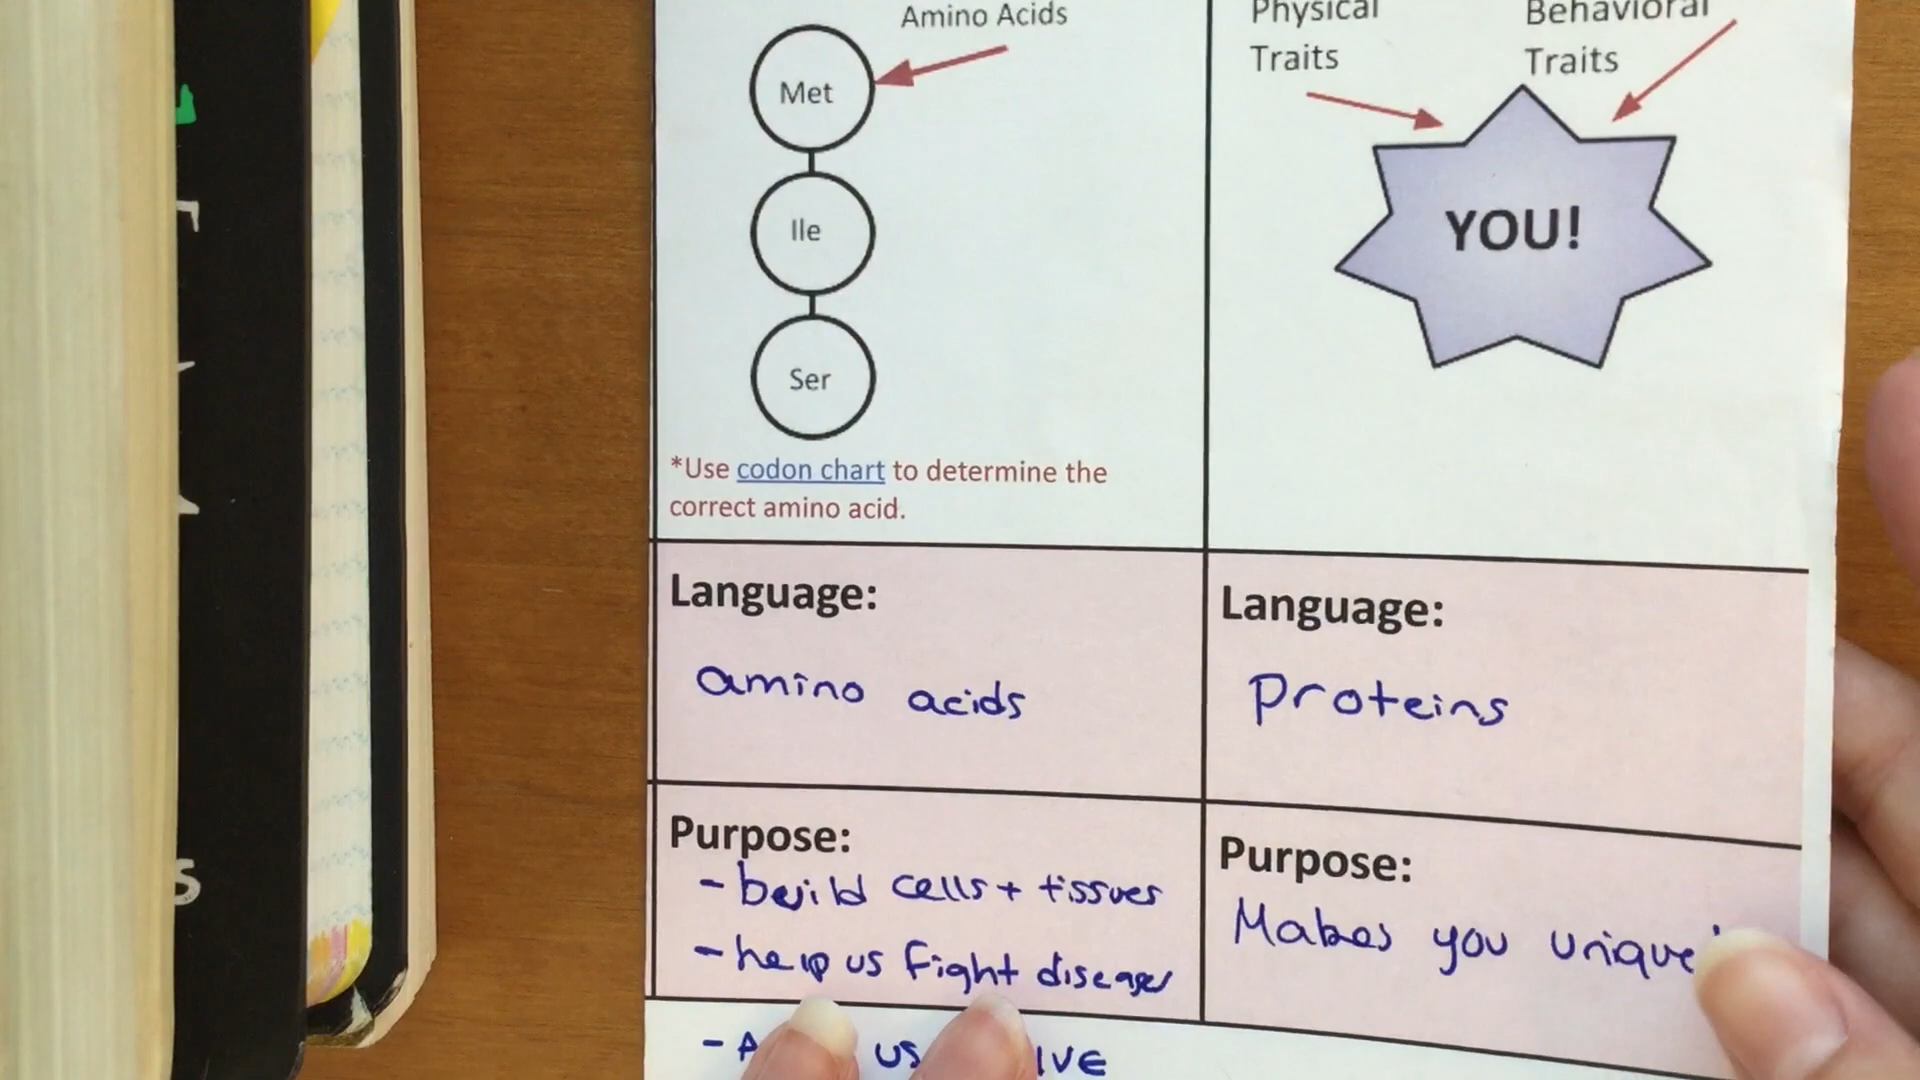 Amino Acids
Met
Ile
Ser
*Use codon chart to determine the
correct amino acid.
Language:
amino acids
Purpose:
- build cells + tissues
- help us fight diseases
us
Physical
Traits
Behavioral
Traits
YOU!
Language:
Proteins
Purpose:
Makes you unique